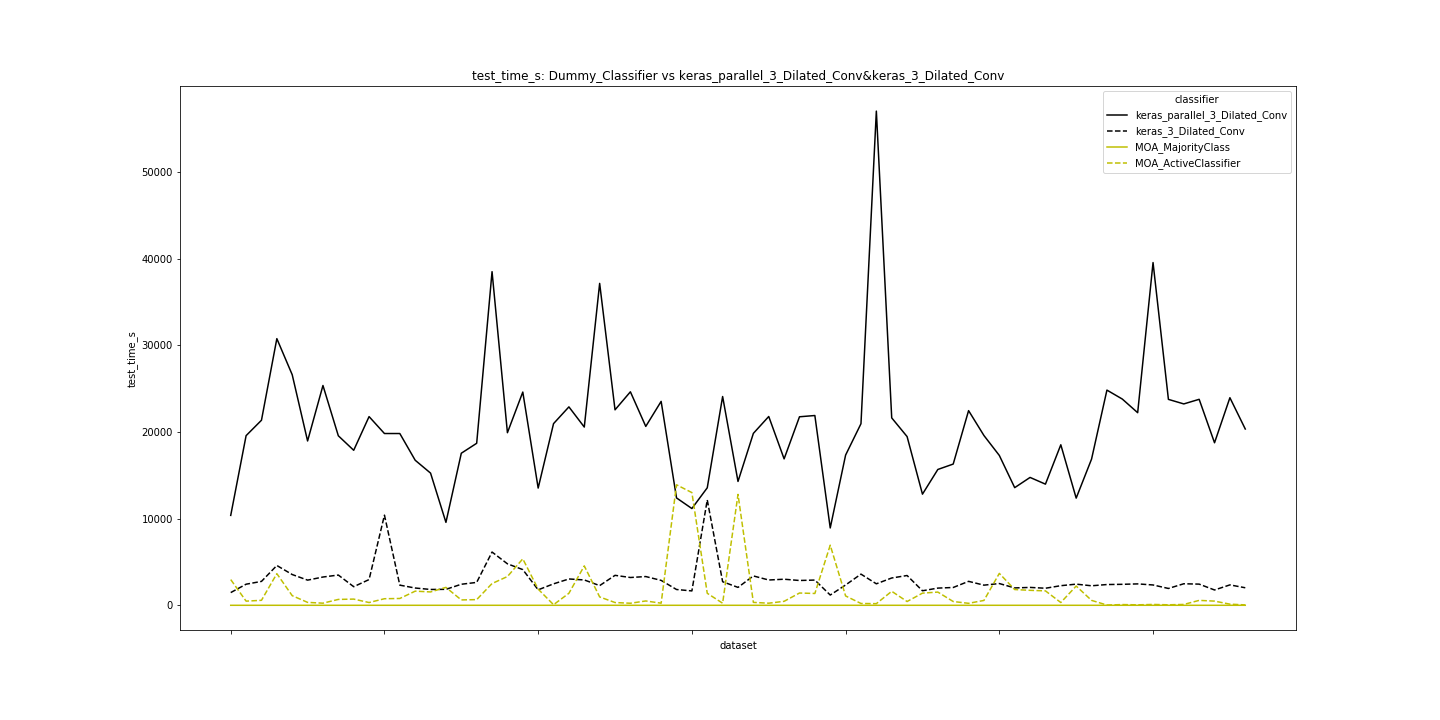 test_time_s: Dummy_Classifier vs keras_parallel_3_Dilated_Conv&keras_3_Dilated_Conv
classifier
keras_parallel_3_Dilated_Conv
keras_3_Dilated_Conv
MOA_MajorityClass
MOA_ActiveClassifier
50000
40000
30000
20000
10000
0
test_time_s
dataset